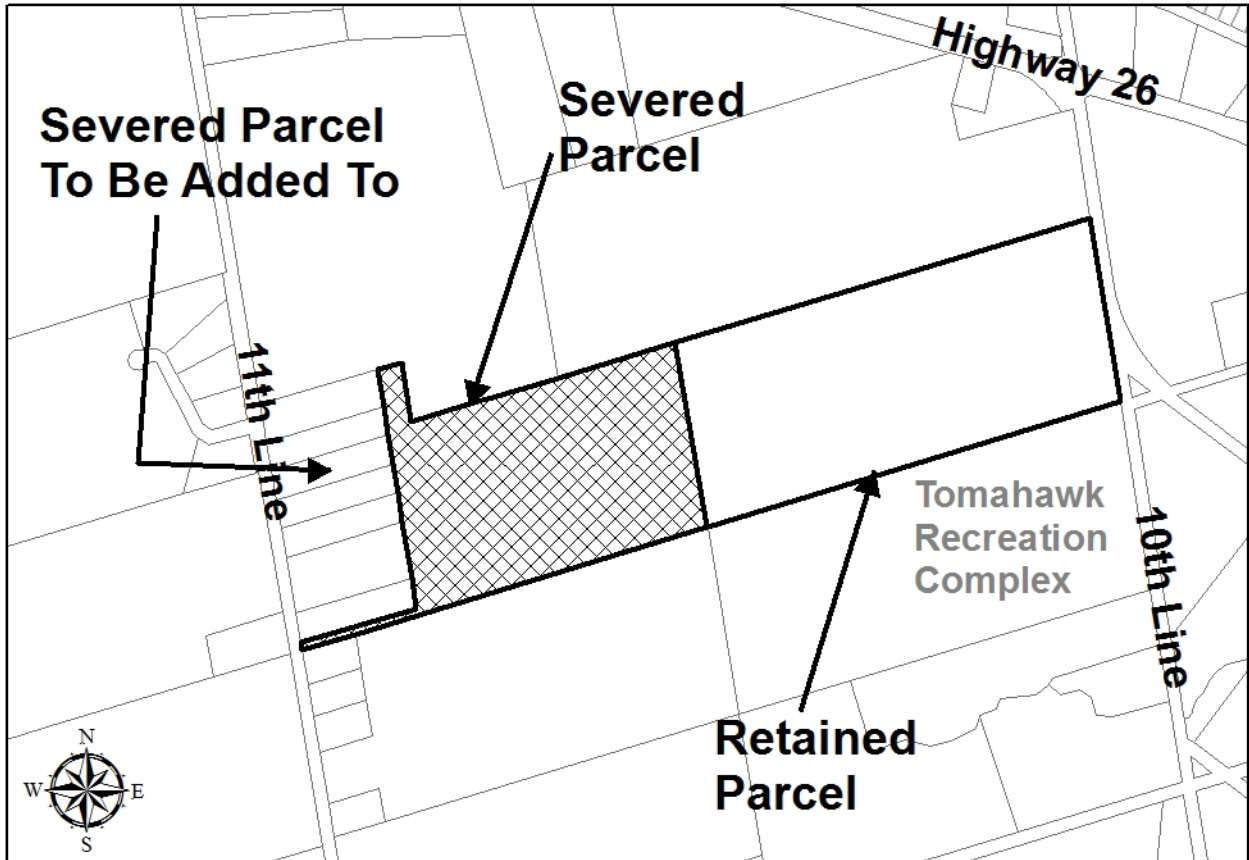 Highway 26
Severed Parcel
To Be Added To
Severed
Parcel
11th Line
Tomahawk
Recreation
Complex
10th Line
Retained
Parcel
N
W
E
S